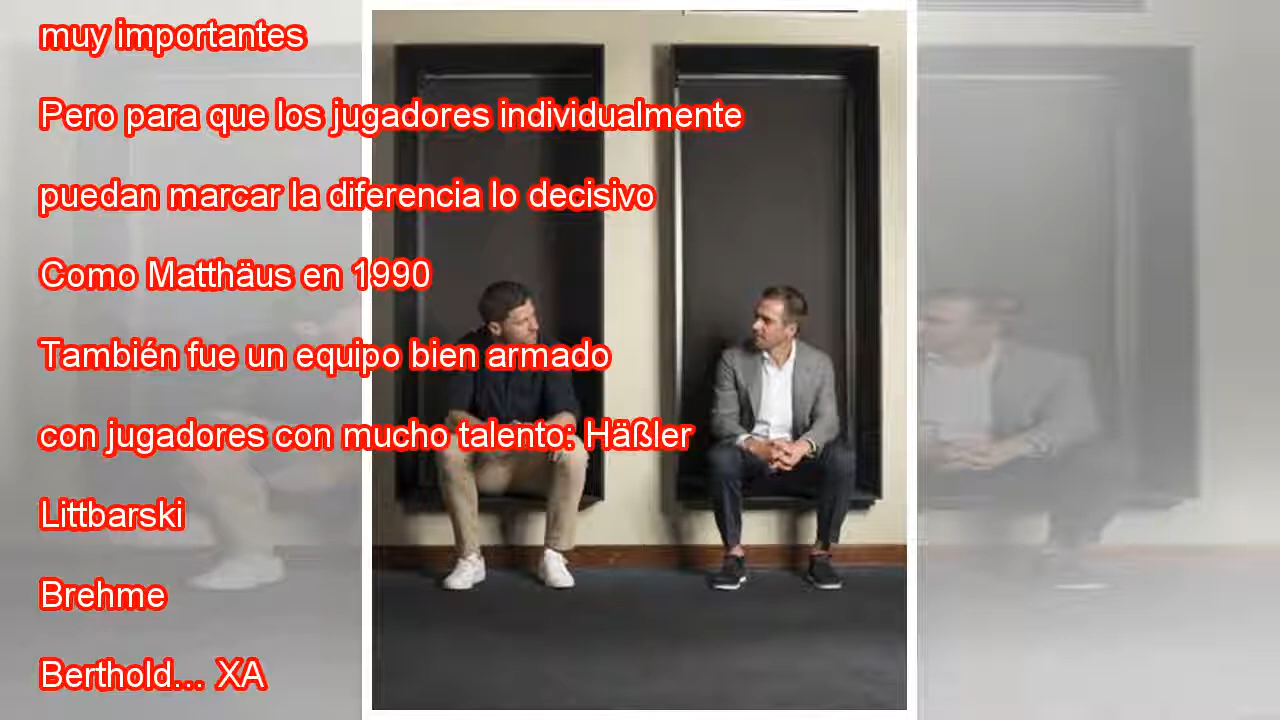 muy importantes
Pero para que los jugadores individualmente
puedan marcar la diferencia lo decisivo
Como Matthäus en 1990
También fue un equipo bien armado
con jugadores con mucho talento: Häßler
Littbarski
Brehme
Berthold... XA